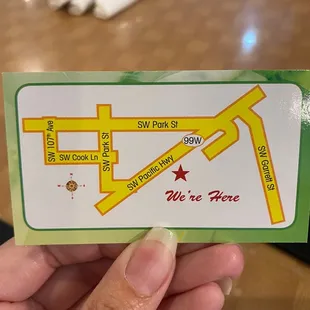 SW Park St
99W
SW 107th Ave
SW Park St
SW Cook Ln
SW Pacific Hwy
SW Garrett St
We're Here